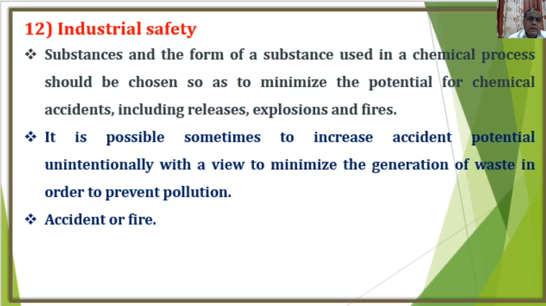 12) Industrial safety
❖ Substances and the form of a substance used in a chemical process
should be chosen so as to minimize the potential for chemical
accidents, including releases, explosions and fires.
❖ It is possible sometimes to increase accident potential
unintentionally with a view to minimize the generation of waste in
order to prevent pollution.
❖ Accident or fire.